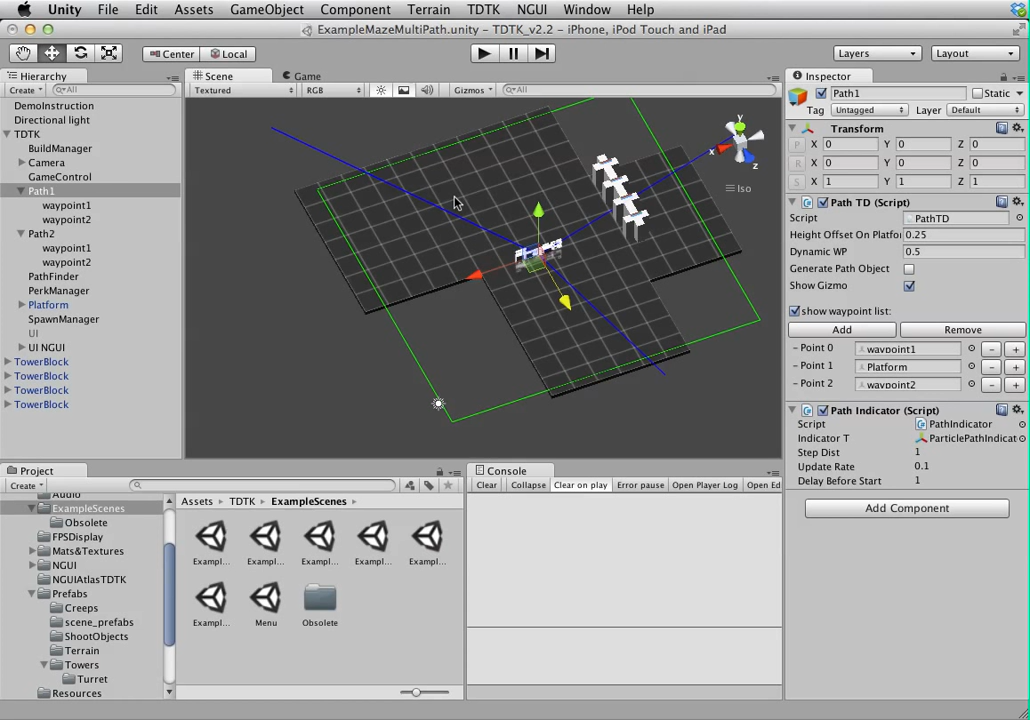 Unity File Edit Assets GameObject Component Terrain TDTK NGUI Window Help
ExampleMazeMultiPath.unity - TDTK_v2.2 - iPhone, iPod Touch and iPad
Center Local Layers Layout
Hierarchy
Create All
DemoInstruction
Directional light
TDTK
BuildManager
Camera
GameControl
Path1
waypoint1
waypoint2
Path2
waypoint1
waypoint2
PathFinder
PerkManager
Platform
SpawnManager
UI
UI NGUI
TowerBlock
TowerBlock
TowerBlock
TowerBlock
Scene Game
Textured RGB Gizmos All
y
x
z
Iso
Inspector
Path1 Static
Tag Untagged Layer Default
Transform
P X 0 Y 0 Z 0
R X 0 Y 0 Z 0
S X 1 Y 1 Z 1
Path TD (Script)
Script PathTD
Height Offset On Platfor 0.25
Dynamic WP 0.5
Generate Path Object
Show Gizmo
show waypoint list:
Add Remove
Point 0 waypoint1 - +
Point 1 Platform - +
Point 2 waypoint2 - +
Path Indicator (Script)
Script PathIndicator
Indicator T ParticlePathIndicat
Step Dist 1
Update Rate 0.1
Delay Before Start 1
Add Component
Project
Create
Audio
ExampleScenes
Obsolete
FPSDisplay
Mats&Textures
NGUI
NGUIAtlasTDTK
Prefabs
Creeps
scene_prefabs
ShootObjects
Terrain
Towers
Turret
Resources
Assets TDTK ExampleScenes
Exampl... Exampl... Exampl... Exampl... Exampl...
Exampl... Menu Obsolete
Console
Clear Collapse Clear on play Error pause Open Player Log Open Ed